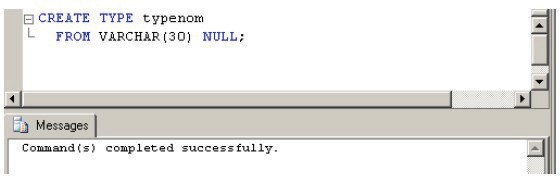 CREATE TYPE typenom
FROM VARCHAR(30) NULL;
Messages
Command(s) completed successfully.